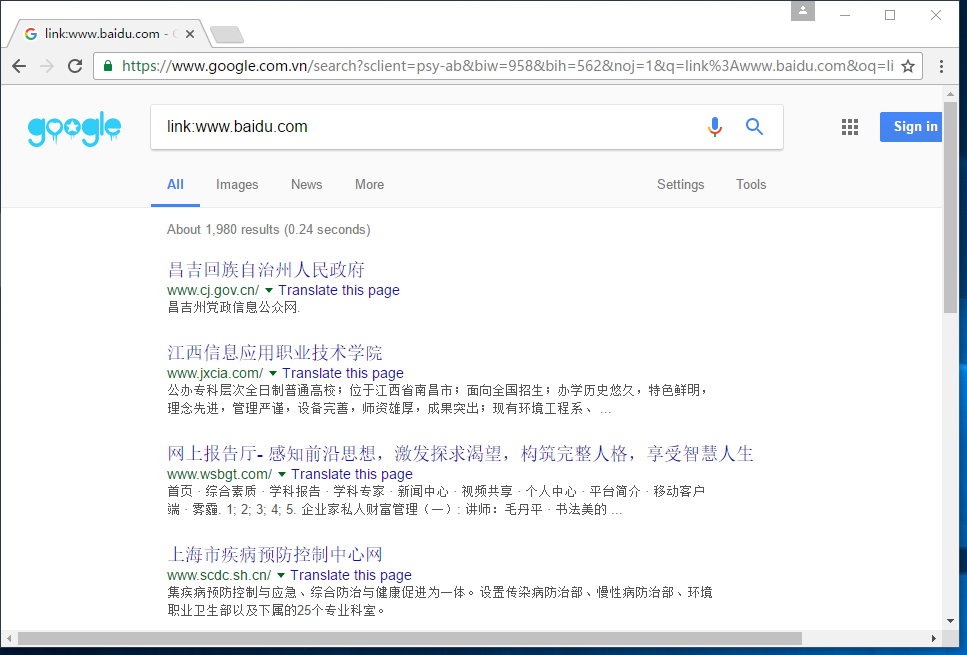 link:www.baidu.com -
https://www.google.com.vn/search?sclient=psy-ab&biw=958&bih=562&noj=1&q=link%3Awww.baidu.com&oq=li
google
link:www.baidu.com
Sign in
All Images News More Settings Tools
About 1,980 results (0.24 seconds)
昌吉回族自治州人民政府
www.cj.gov.cn/ Translate this page
昌吉州党政信息公众网.
江西信息应用职业技术学院
www.jxcia.com/ Translate this page
公办专科层次全日制普通高校；位于江西省南昌市；面向全国招生；办学历史悠久，特色鲜明，
理念先进，管理严谨，设备完善，师资雄厚，成果突出；现有环境工程系、 ...
网上报告厅- 感知前沿思想，激发探求渴望，构筑完整人格，享受智慧人生
www.wsbgt.com/ Translate this page
首页 · 综合素质 · 学科报告 · 学科专家 · 新闻中心 · 视频共享 · 个人中心 · 平台简介 · 移动客户
端 · 雾霾. 1; 2; 3; 4; 5. 企业家私人财富管理（一）: 讲师：毛丹平 · 书法美的 ...
上海市疾病预防控制中心网
www.scdc.sh.cn/ Translate this page
集疾病预防控制与应急、综合防治与健康促进为一体。设置传染病防治部、慢性病防治部、环境
职业卫生部以及下属的25个专业科室。